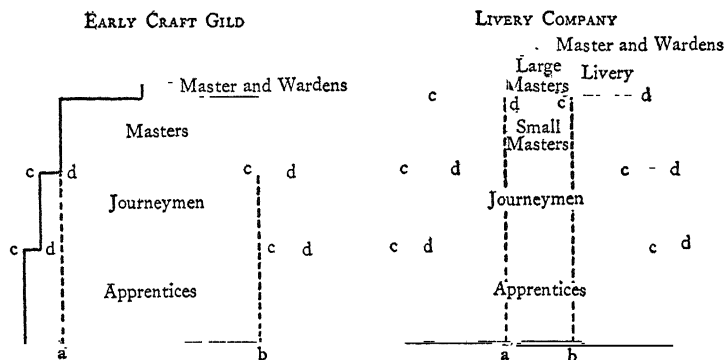 EARLY CRAFT GILD
Master and Wardens
Masters
c d c d
Journeymen
c d c d
Apprentices
a b
LIVERY COMPANY
Master and Wardens
Large
Masters
Livery
c d c d
Small
Masters
c d c d
Journeymen
c d c d
Apprentices
a b